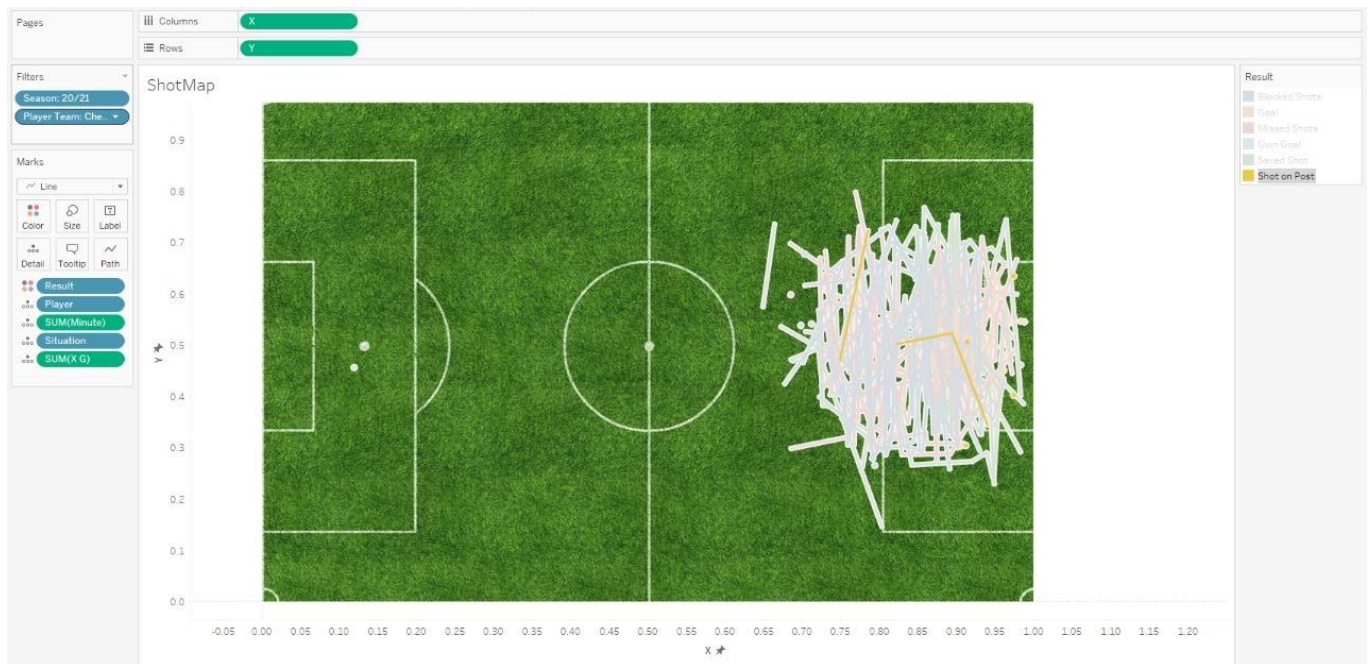 Pages
Columns
X
Rows
Y
Filters
Season: 20/21
Player Team: Che..
Marks
Line
Color
Size
Label
Detail
Tooltip
Path
Result
Player
SUM(Minute)
Situation
SUM(X G)
ShotMap
0.9
0.8
0.7
0.6
0.5
0.4
0.3
0.2
0.1
0.0
Y
-0.05 0.00 0.05 0.10 0.15 0.20 0.25 0.30 0.35 0.40 0.45 0.50 0.55 0.60 0.65 0.70 0.75 0.80 0.85 0.90 0.95 1.00 1.05 1.10 1.15 1.20
X
Result
Blocked Shots
Goal
Missed Shots
Own Goal
Saved Shot
Shot on Post